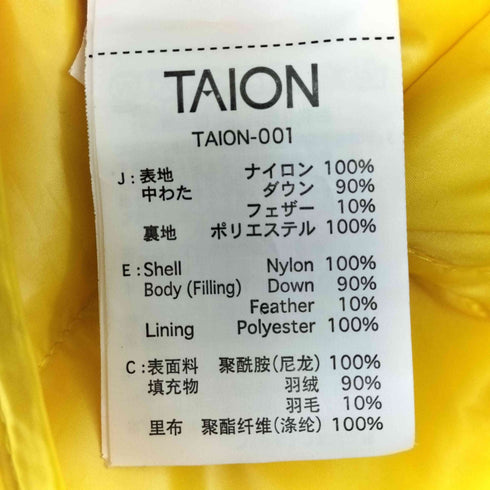 TAION
TAION-001
J : 表地 ナイロン 100%
中わた ダウン 90%
フェザー 10%
裏地 ポリエステル 100%
E : Shell Nylon 100%
Body (Filling) Down 90%
Feather 10%
Lining Polyester 100%
C : 表面料 聚酰胺(尼龙) 100%
填充物 羽绒 90%
羽毛 10%
里布 聚酯纤维(涤纶) 100%